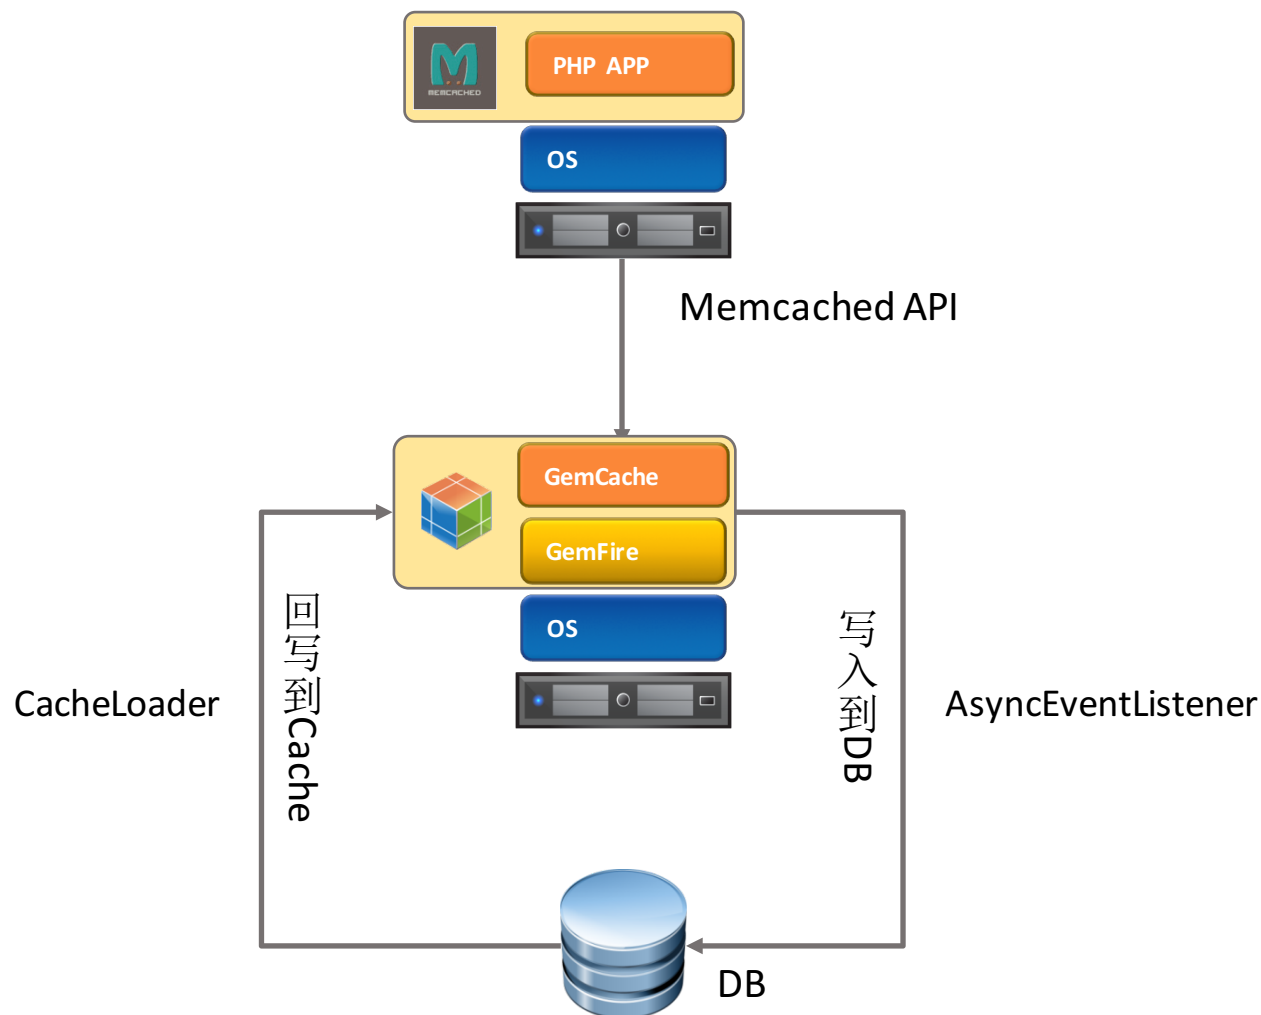 MEMCACHED
PHP APP
OS
Memcached API
GemCache
GemFire
OS
CacheLoader
回写到Cache
写入到DB
AsyncEventListener
DB